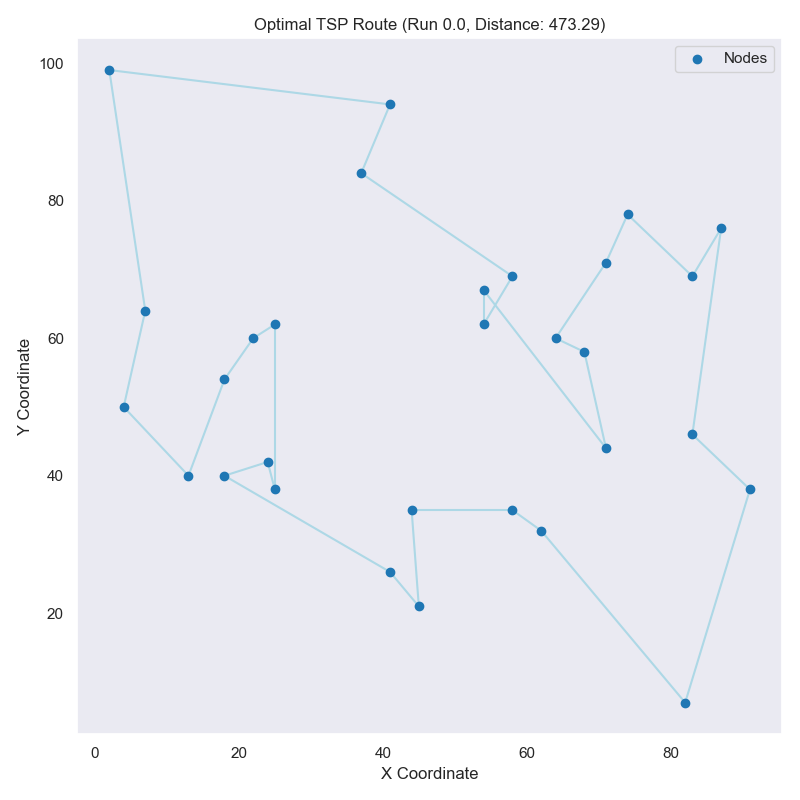 Optimal TSP Route (Run 0.0, Distance: 473.29)
Nodes
100
80
60
40
20
Y Coordinate
0 20 40 60 80
X Coordinate